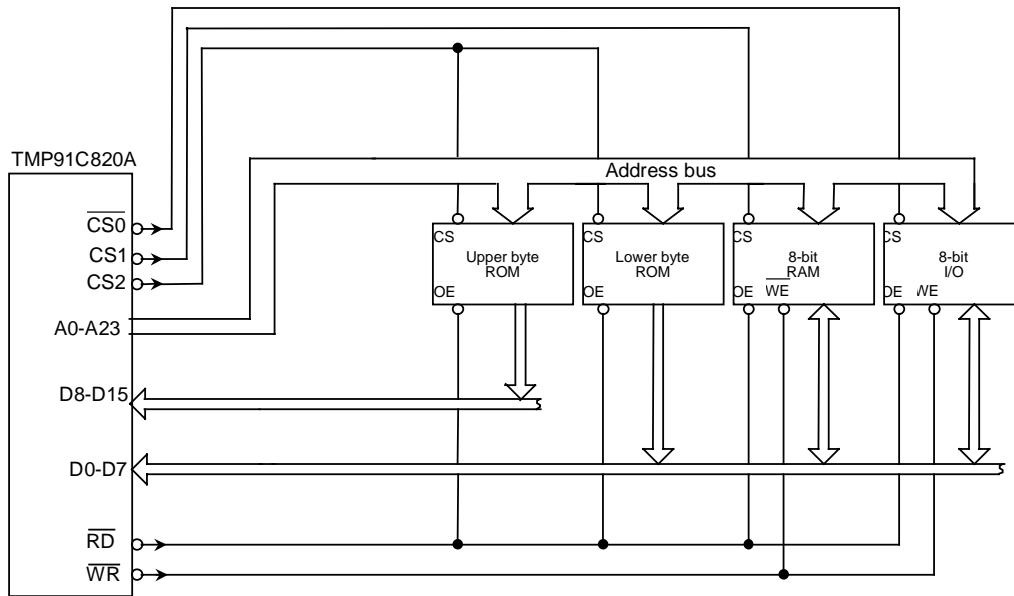 TMP91C820A
CS0
CS1
CS2
A0-A23
D8-D15
D0-D7
RD
WR
Address bus
CS
Upper byte
ROM
OE
CS
Lower byte
ROM
OE
CS
8-bit
RAM
OE WE
CS
8-bit
I/O
OE WE